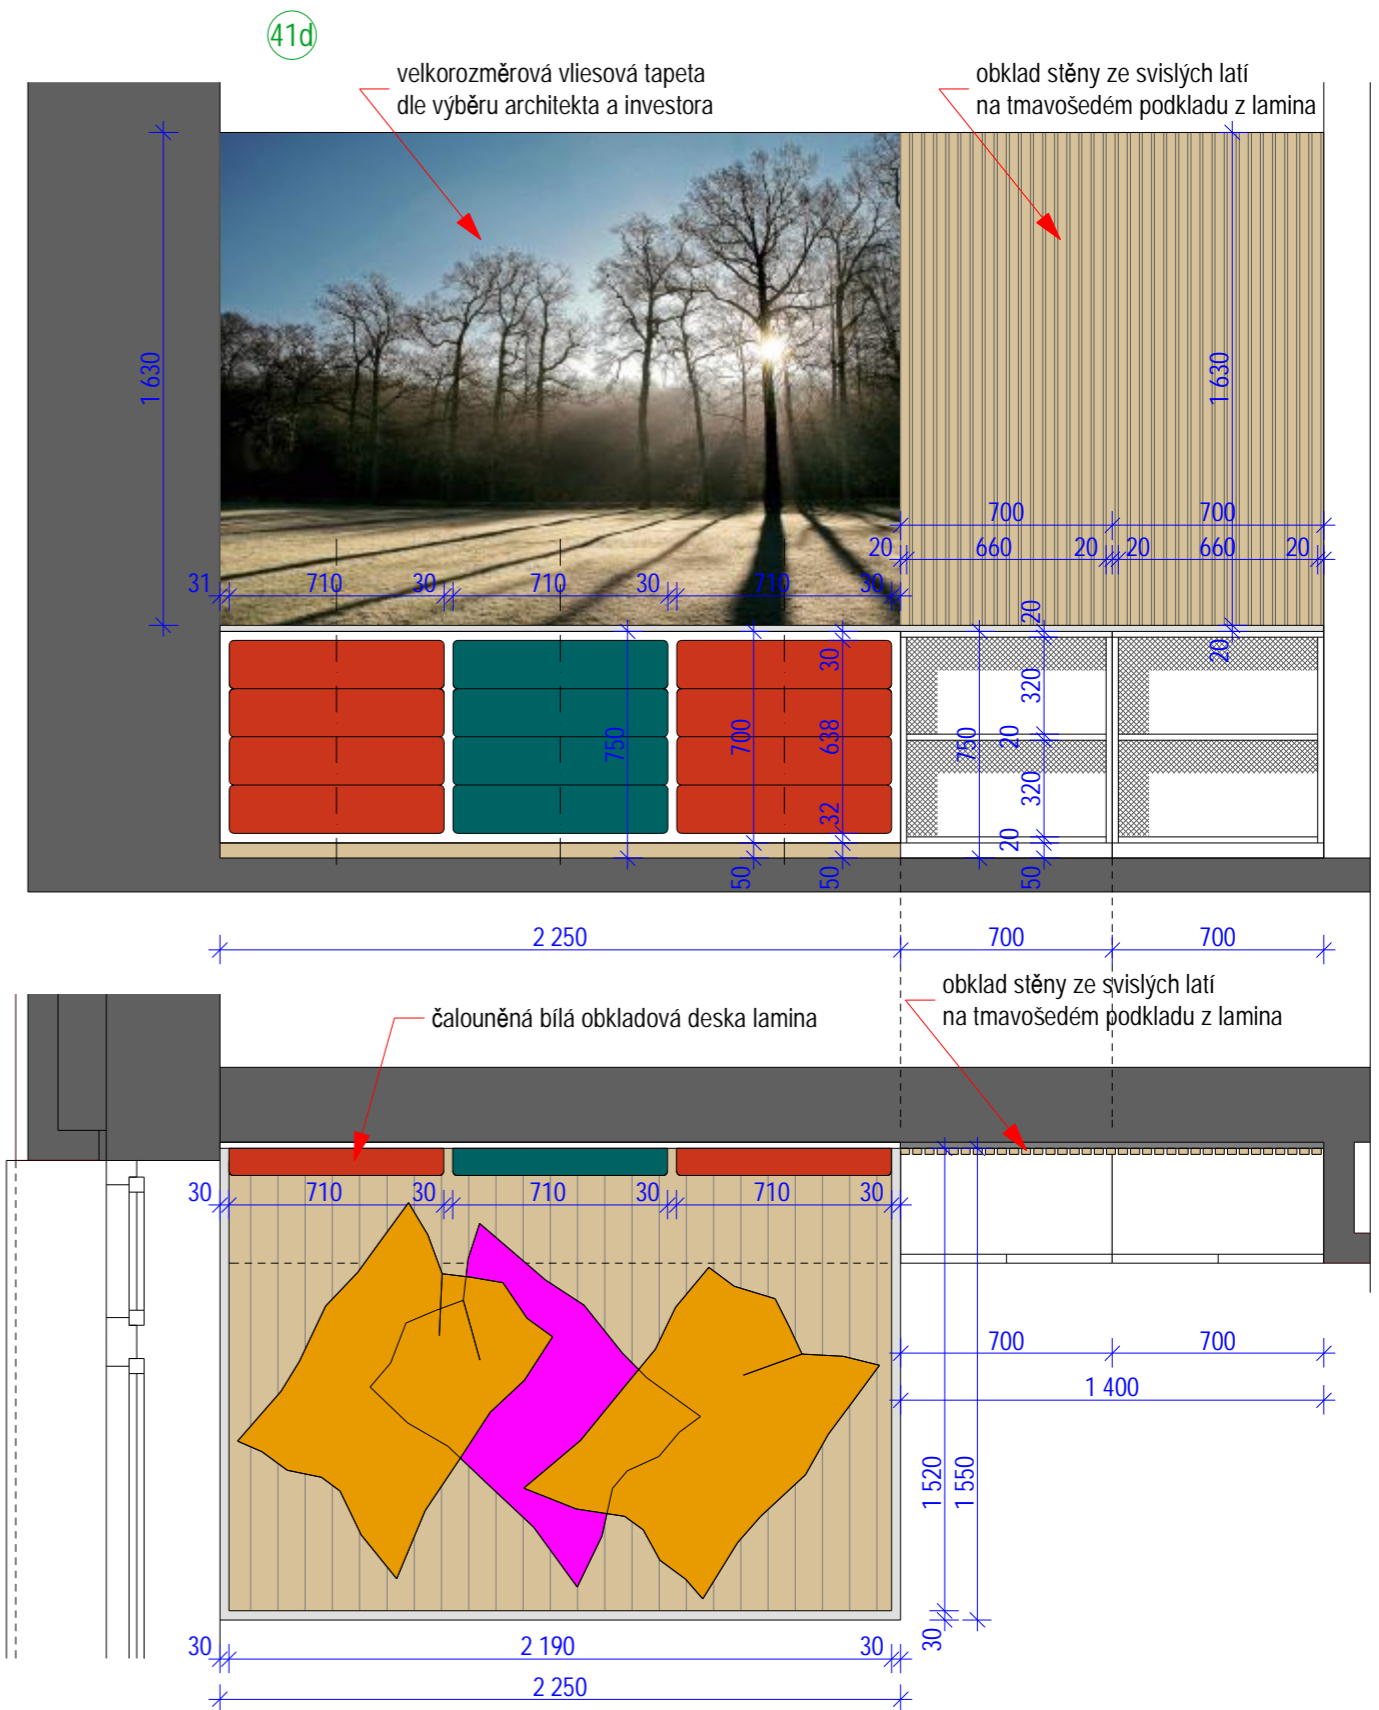 41d
velkorozměrová vliesová tapeta
dle výběru architekta a investora
obklad stěny ze svislých latí
na tmavošedém podkladu z lamina
1 630
1 630
700 700
20 660 20 20 660 20
31 710 30 710 30 710 30
20
20
30
320
750
700
638
750
20
320
32
20
50
50
50
2 250 700 700
obklad stěny ze svislých latí
na tmavošedém podkladu z lamina
čalouněná bílá obkladová deska lamina
30 710 30 710 30 710 30
700 700
1 400
1 520
1 550
30
30 2 190 30
2 250